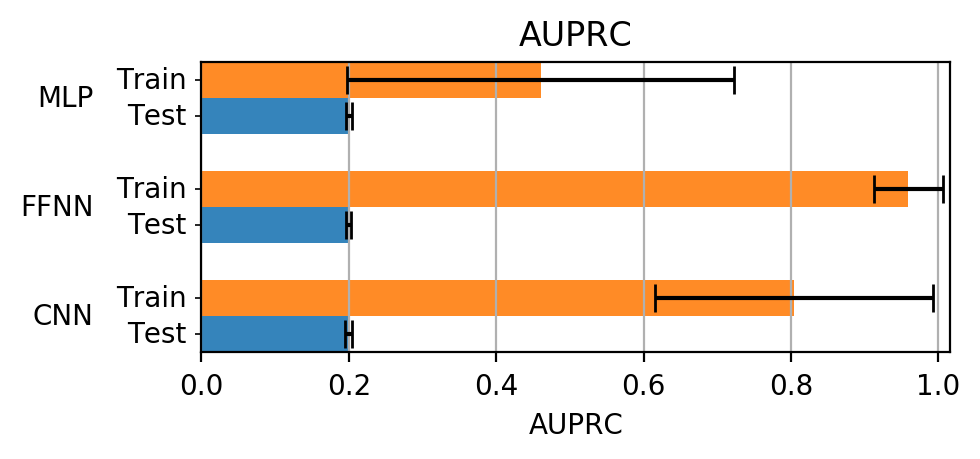 AUPRC
MLP
Train
Test
FFNN
Train
Test
CNN
Train
Test
0.0 0.2 0.4 0.6 0.8 1.0
AUPRC